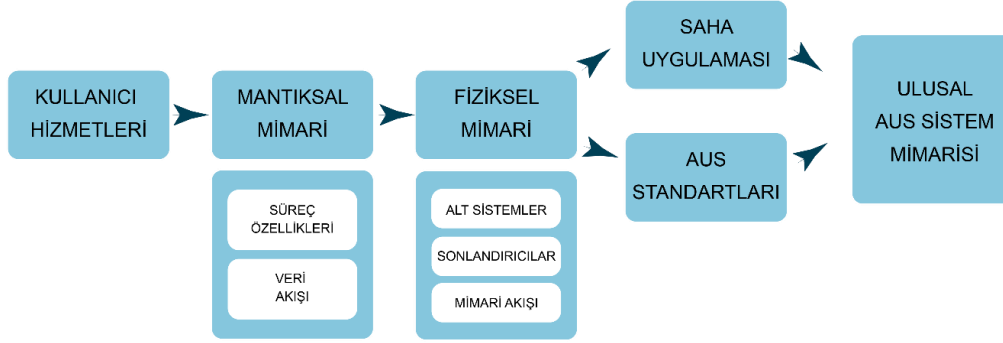 KULLANICI
HİZMETLERİ
MANTIKSAL
MİMARİ
SÜREÇ
ÖZELLİKLERİ
VERİ
AKIŞI
FİZİKSEL
MİMARİ
ALT SİSTEMLER
SONLANDIRICILAR
MİMARİ AKIŞI
SAHA
UYGULAMASI
AUS
STANDARTLARI
ULUSAL
AUS SİSTEM
MİMARİSİ